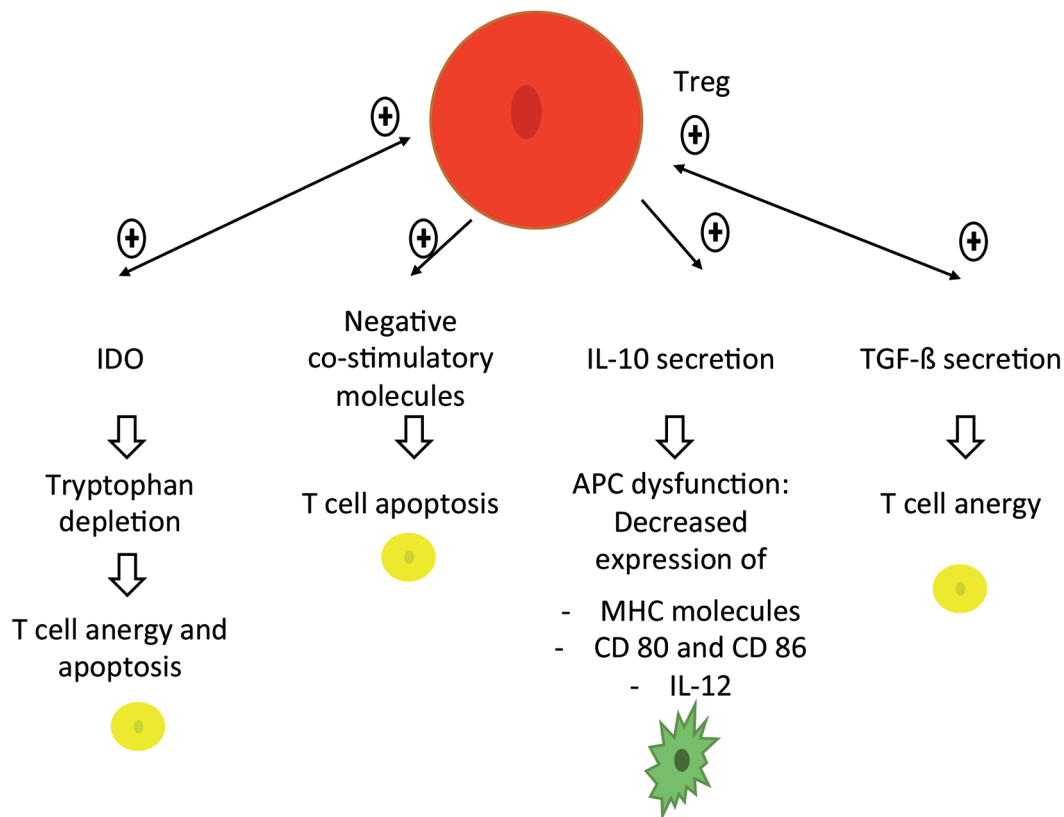 Treg
+
+
+
+
+
+
IDO
Tryptophan
depletion
T cell anergy and
apoptosis
Negative
co-stimulatory
molecules
T cell apoptosis
IL-10 secretion
APC dysfunction:
Decreased
expression of
- MHC molecules
- CD 80 and CD 86
- IL-12
TGF-ß secretion
T cell anergy